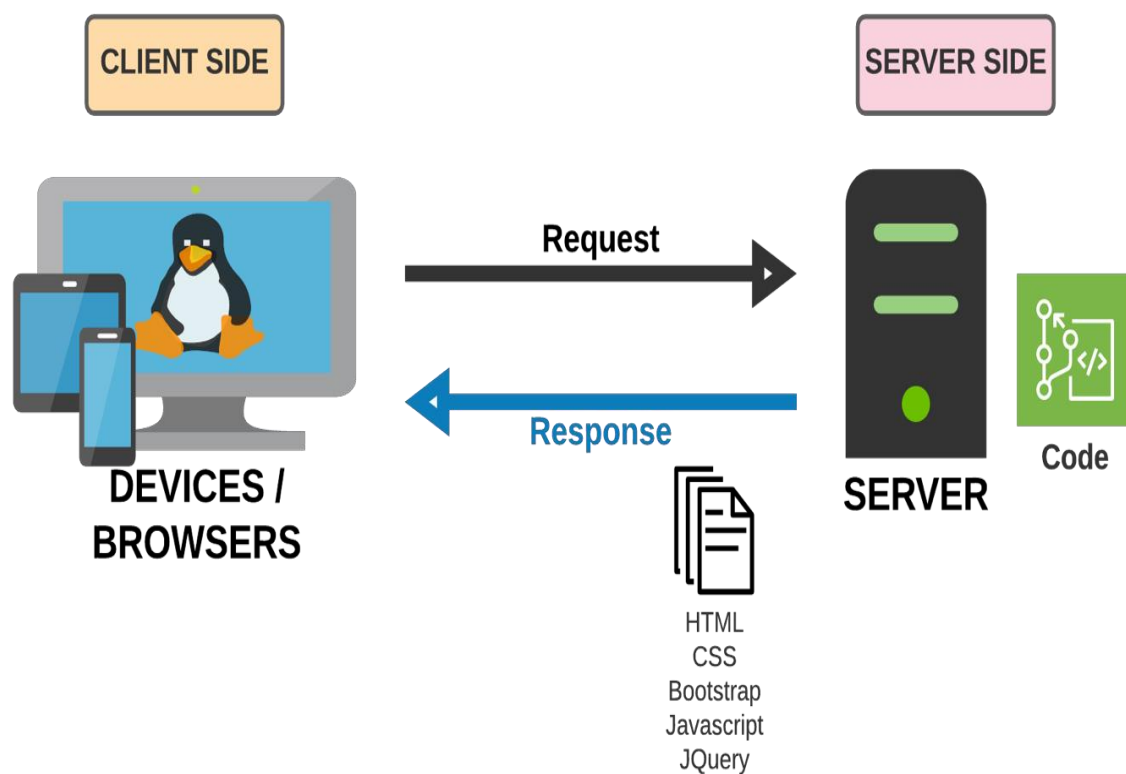 CLIENT SIDE
SERVER SIDE
Request
Response
DEVICES /
BROWSERS
SERVER
</>
Code
HTML
CSS
Bootstrap
Javascript
JQuery